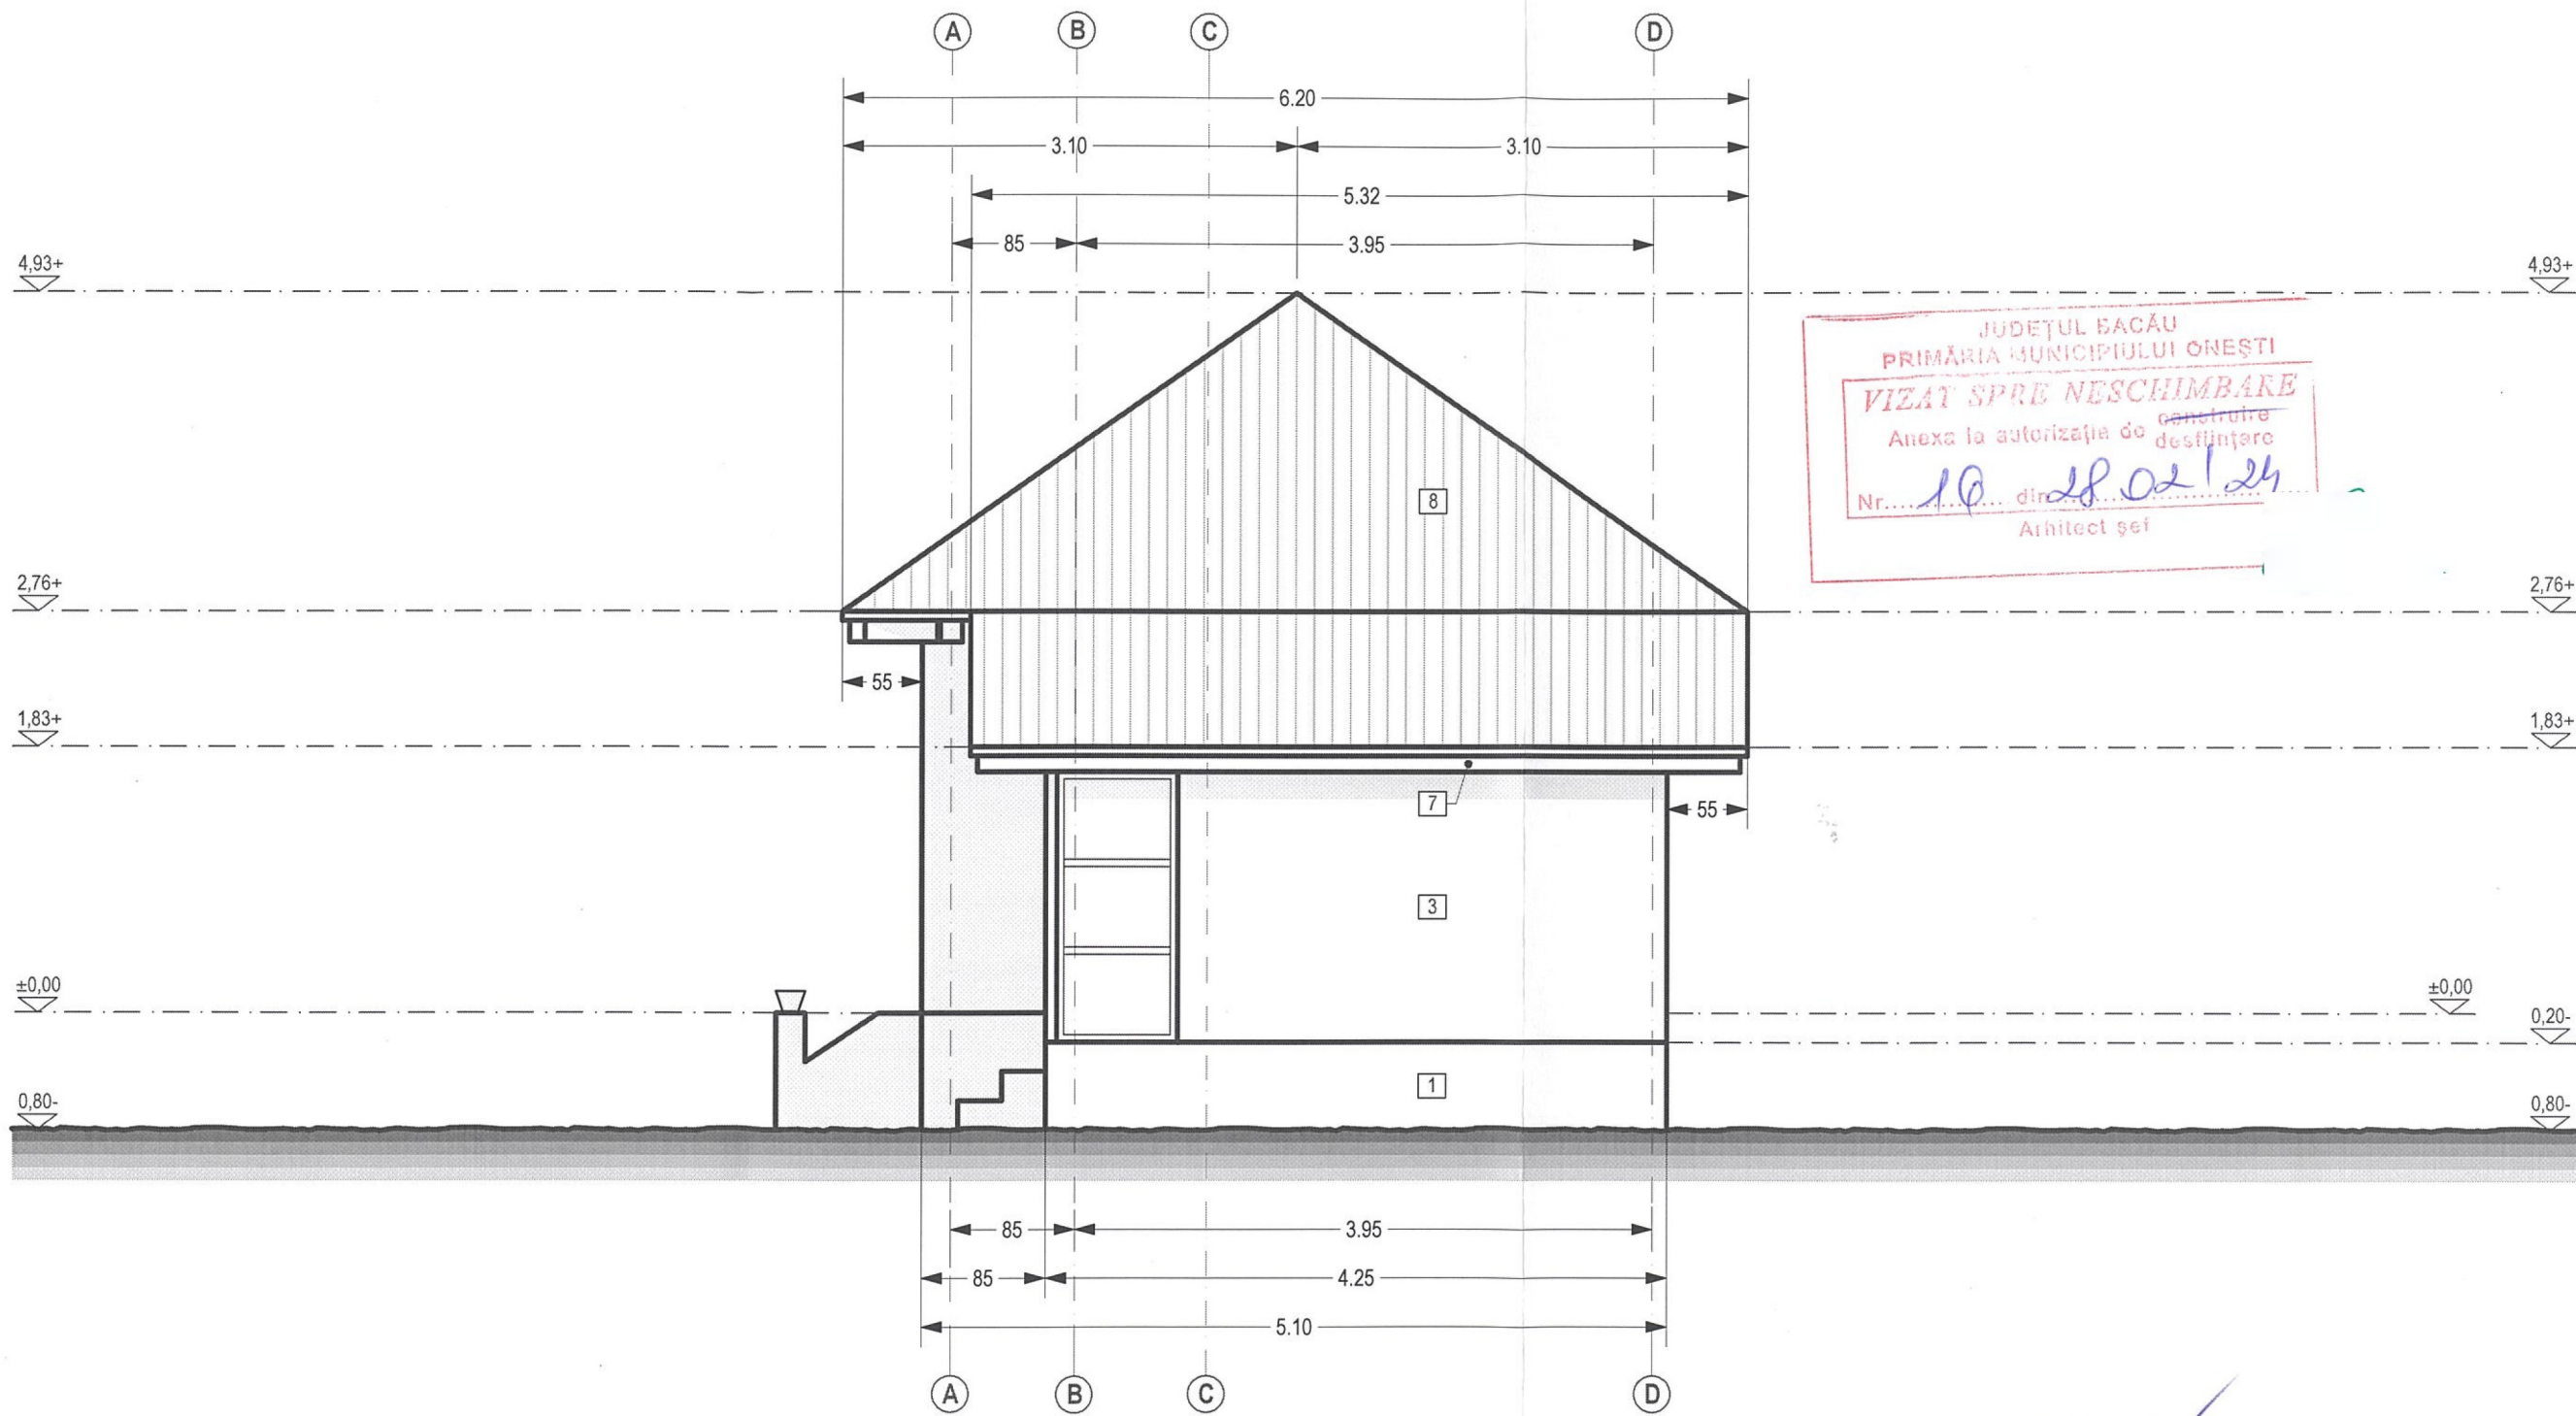 A B C D
6.20
3.10 3.10
5.32
85 3.95
4,93+ 4,93+
JUDEȚUL BACĂU
PRIMĂRIA MUNICIPIULUI ONEȘTI
VIZAT SPRE NESCHIMBARE
Anexa la autorizația de construire
desființare
Nr. din 28 02 24
Arhitect șef
8
2,76+ 2,76+
55
1,83+ 1,83+
7
55
3
±0,00 ±0,00
0,20-
1
0,80- 0,80-
85 3.95
85 4.25
5.10
A B C D